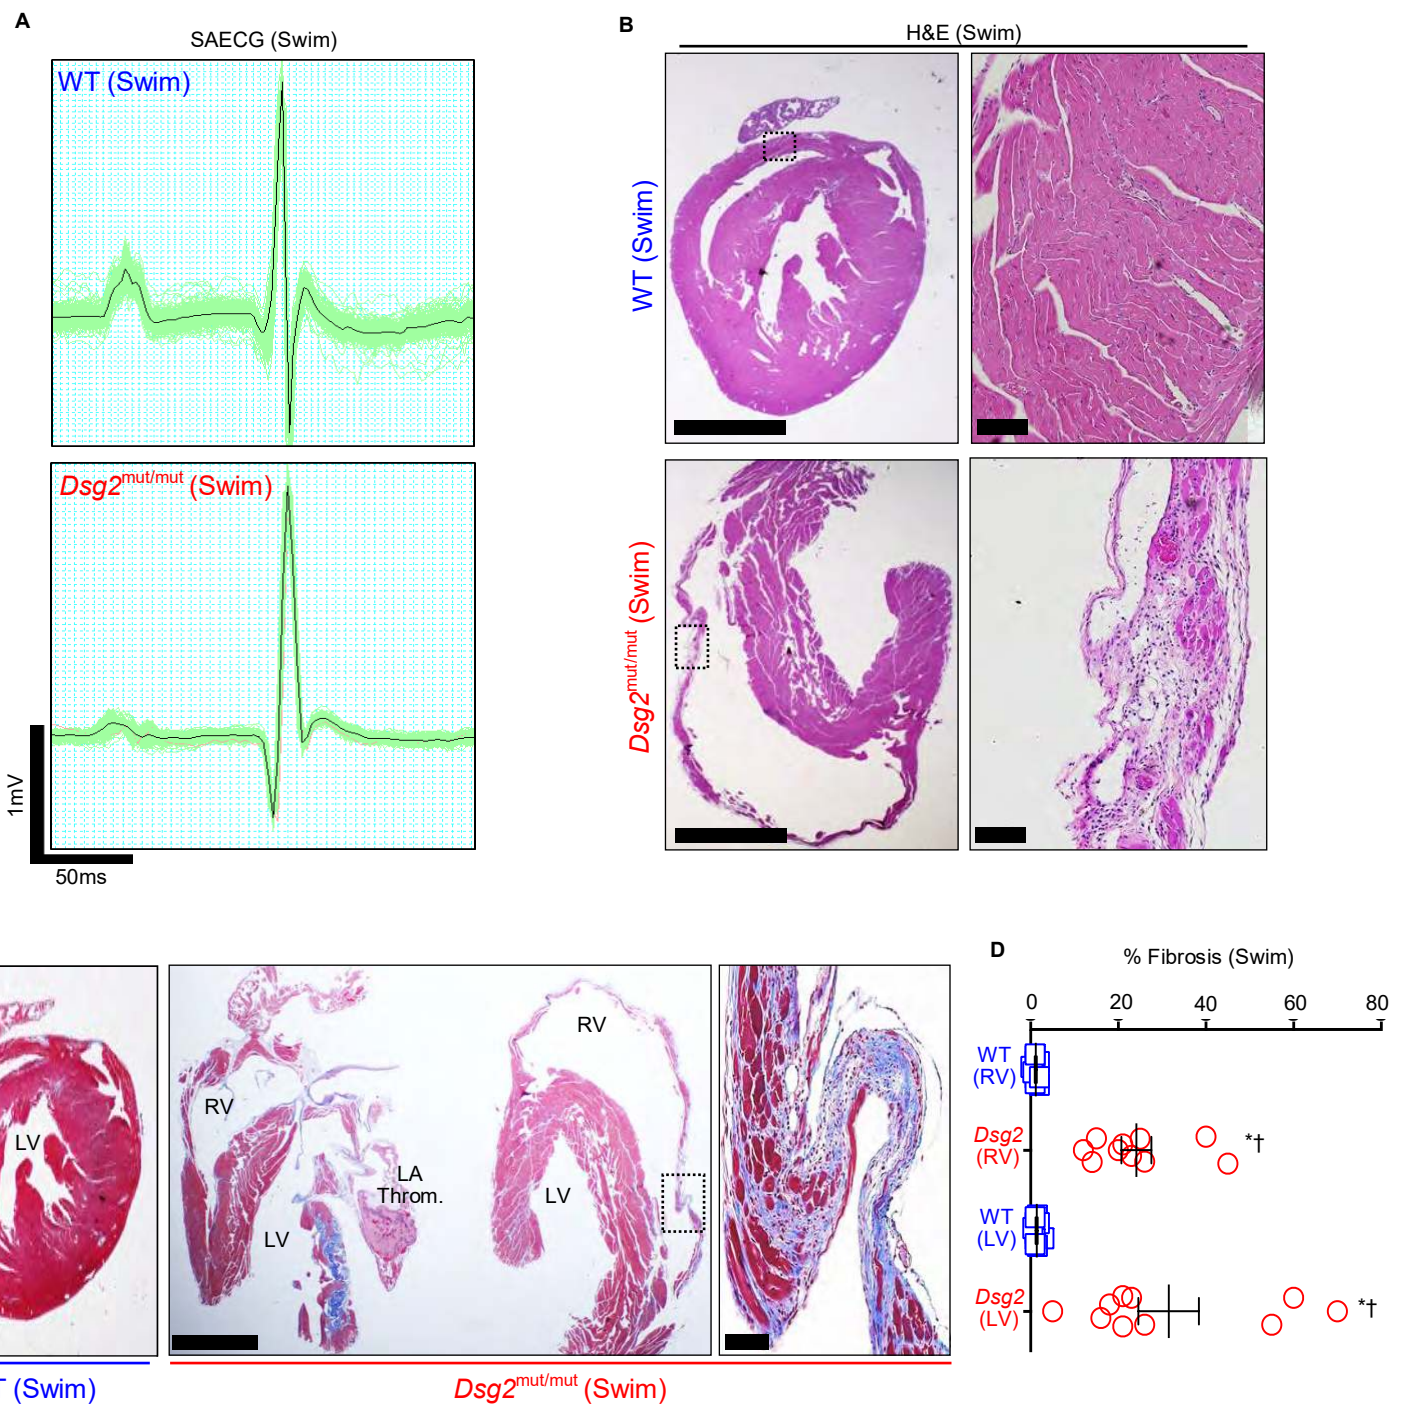 A
SAECG (Swim)
WT (Swim)
Dsg2mut/mut (Swim)
1mV
50ms
B
H&E (Swim)
WT (Swim)
Dsg2mut/mut (Swim)
LV
RV
LV
LA
Throm.
RV
LV
(Swim)
Dsg2mut/mut (Swim)
D
% Fibrosis (Swim)
0 20 40 60 80
WT
(RV)
Dsg2
(RV)
*†
WT
(LV)
Dsg2
(LV)
*†